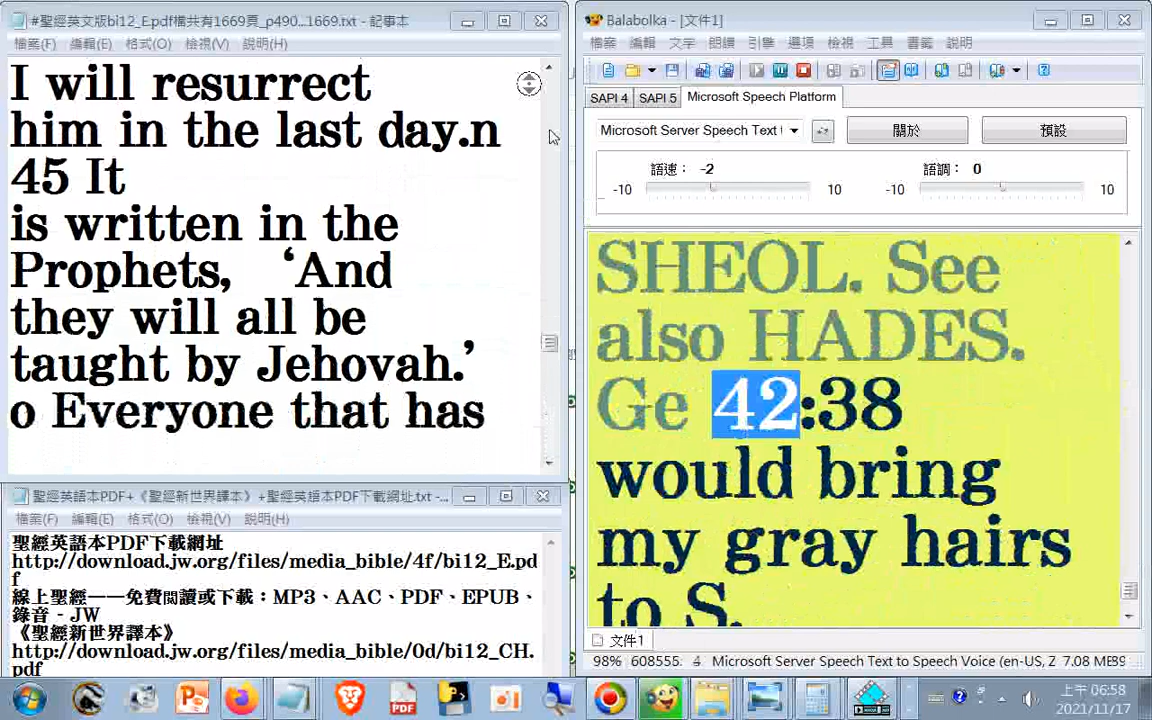 #聖經英文版bi12_E.pdf檔共有1669頁_p490...1669.txt - 記事本
檔案(F) 編輯(E) 格式(O) 檢視(V) 說明(H)
I will resurrect
him in the last day.n
45 It
is written in the
Prophets, ‘And
they will all be
taught by Jehovah.’
o Everyone that has
聖經英語本PDF+《聖經新世界譯本》+聖經英語本PDF下載網址.txt -...
檔案(F) 編輯(E) 格式(O) 檢視(V) 說明(H)
聖經英語本PDF下載網址
http://download.jw.org/files/media_bible/4f/bi12_E.pd
f
線上聖經——免費閱讀或下載：MP3、AAC、PDF、EPUB、
錄音 - JW
《聖經新世界譯本》
http://download.jw.org/files/media_bible/0d/bi12_CH.
pdf
Balabolka - [文件1]
檔案 編輯 文字 朗讀 引擎 選項 檢視 工具 書籤 說明
SAPI 4 SAPI 5 Microsoft Speech Platform
Microsoft Server Speech Text 關於 預設
語速： -2 語調： 0
-10 10 -10 10
SHEOL. See
also HADES.
Ge 42:38
would bring
my gray hairs
to S.
文件1
98% 608555. 4 Microsoft Server Speech Text to Speech Voice (en-US, Z 7.08 MB
上午 06:58
2021/11/17